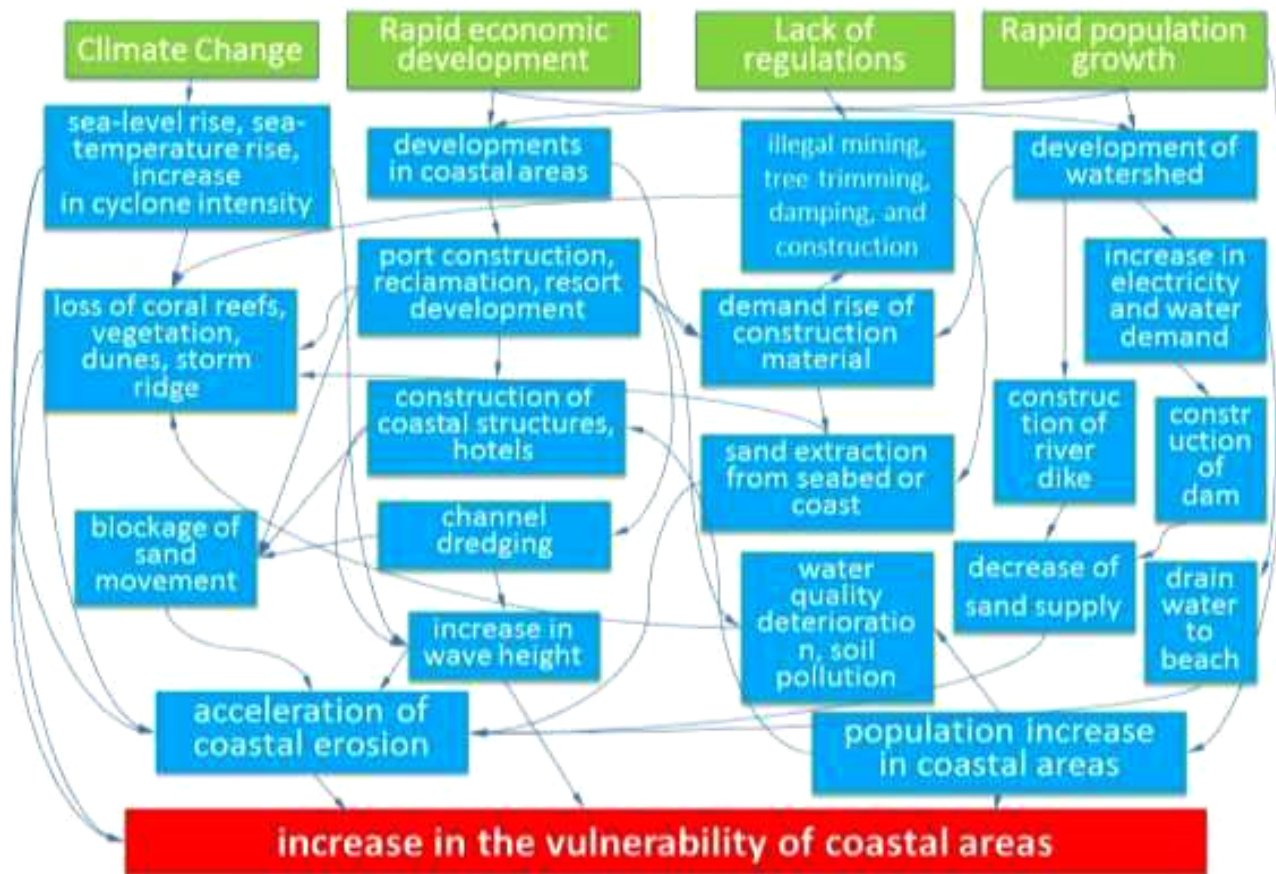 Climate Change
Rapid economic
development
Lack of
regulations
Rapid population
growth
sea-level rise, sea-
temperature rise,
increase
in cyclone intensity
developments
in coastal areas
illegal mining,
tree trimming,
damping, and
construction
development of
watershed
port construction,
reclamation, resort
development
increase in
electricity and
water demand
loss of coral reefs,
vegetation,
dunes, storm
ridge
demand rise of
construction
material
construction of
coastal structures,
hotels
construc
tion of
river
dike
constr
uction
of
dam
sand extraction
from seabed or
coast
blockage of
sand
movement
channel
dredging
water
quality
deterioratio
n, soil
pollution
decrease of
sand supply
drain
water
to
beach
increase in
wave height
acceleration of
coastal erosion
population increase
in coastal areas
increase in the vulnerability of coastal areas